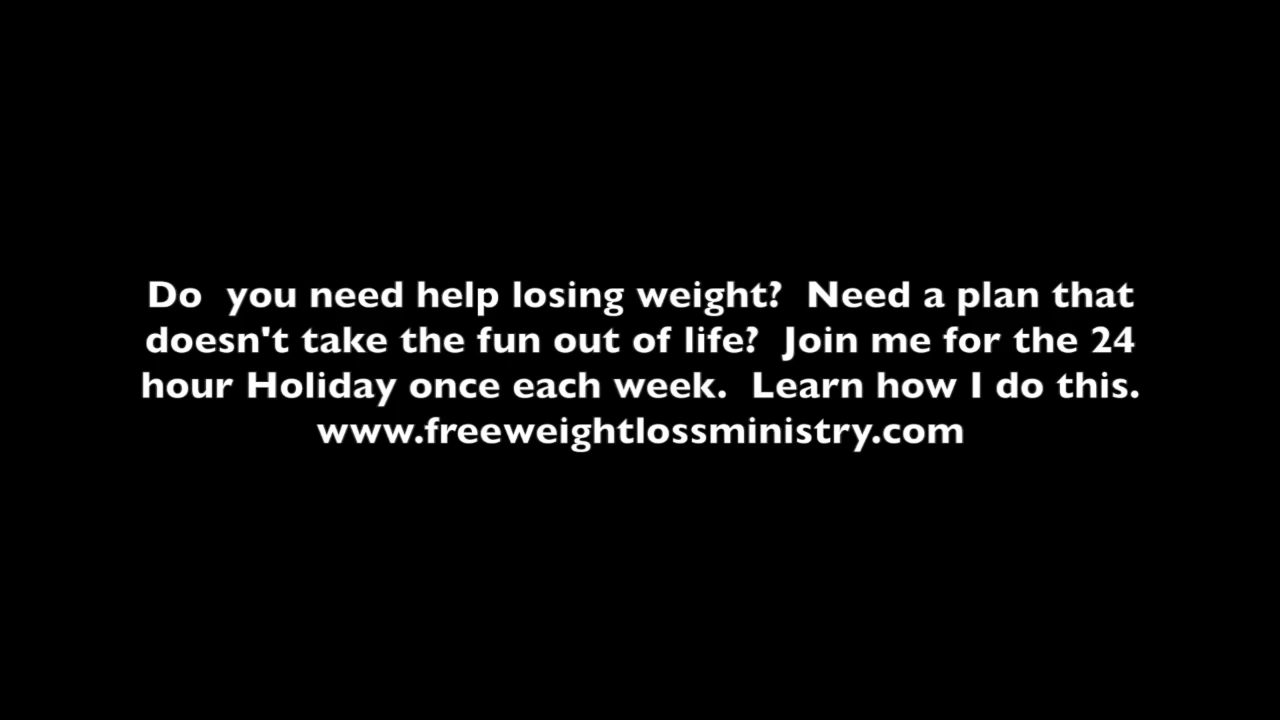 Do  you need help losing weight?  Need a plan that
doesn't take the fun out of life?  Join me for the 24
hour Holiday once each week.  Learn how I do this.
www.freeweightlossministry.com